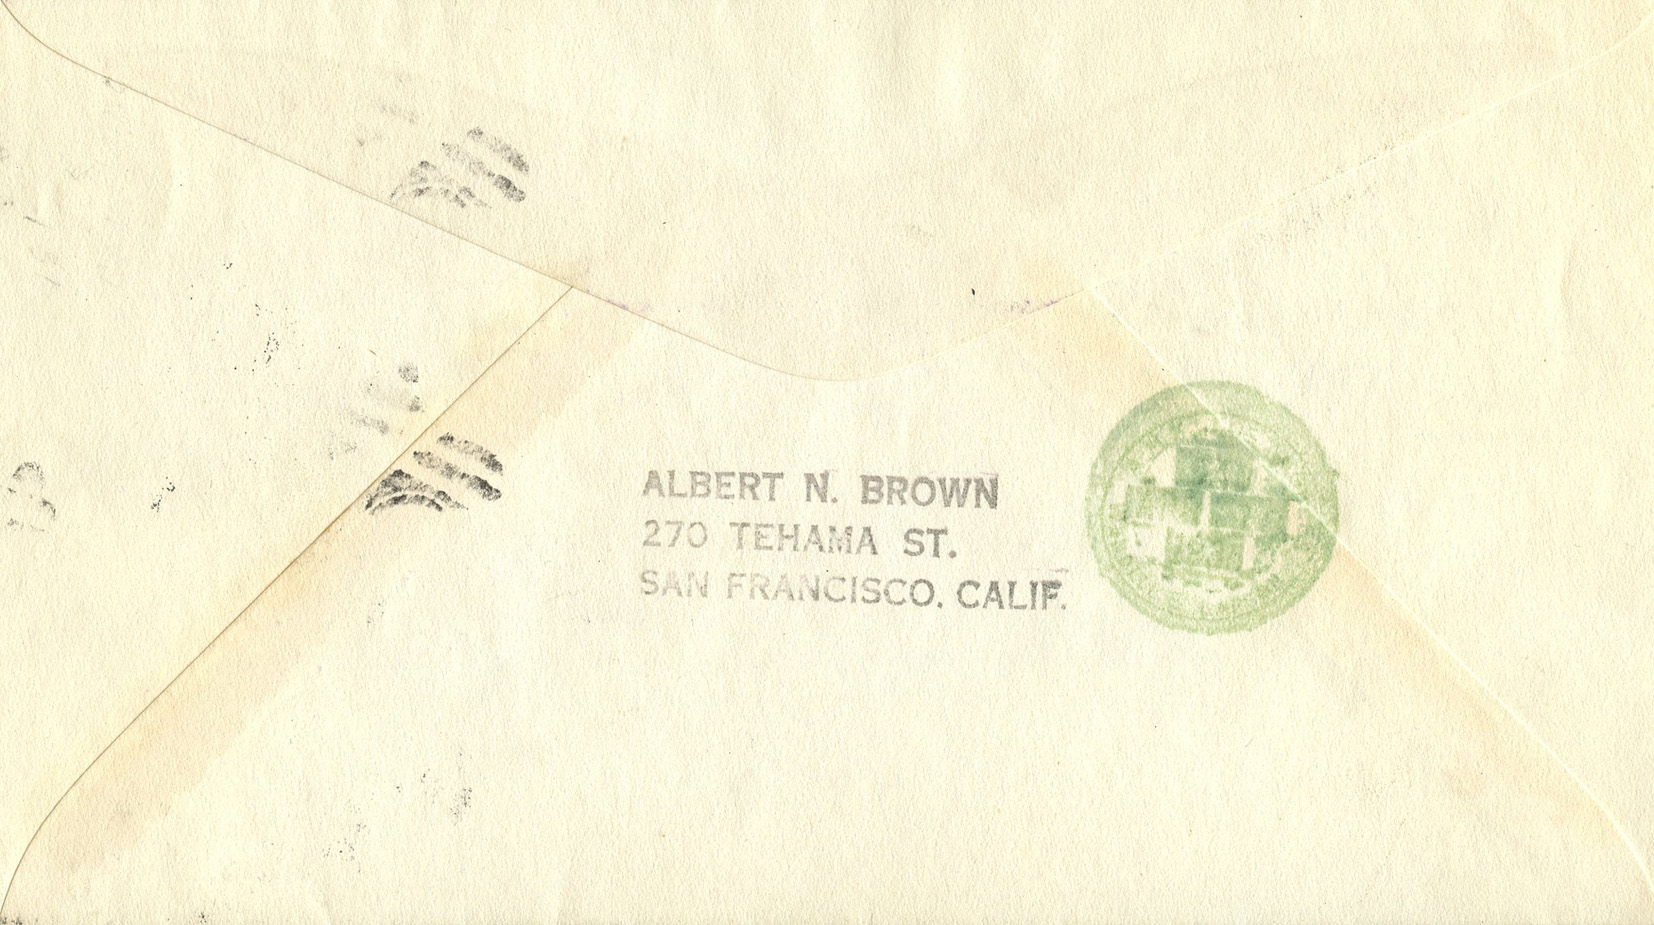 ALBERT N. BROWN
270 TEHAMA ST.
SAN FRANCISCO, CALIF.